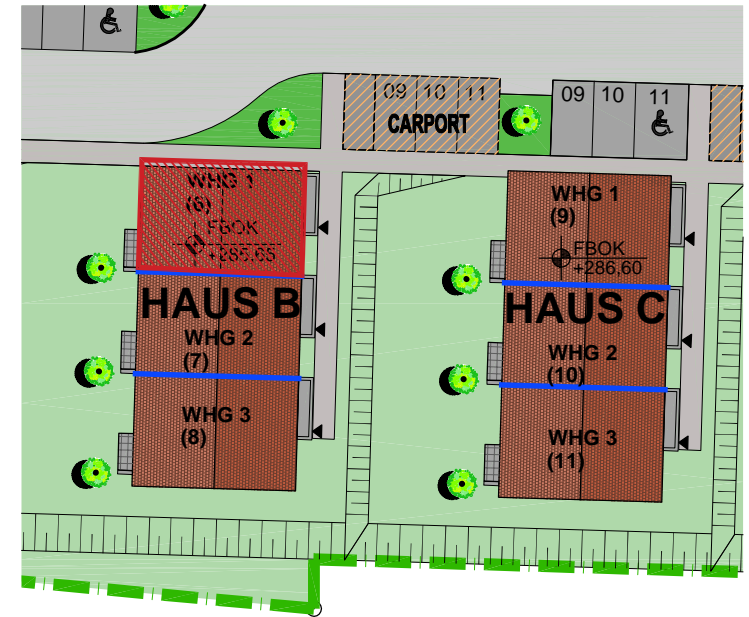 09 10 11
CARPORT
09 10 11
WHG 1
(6)
FBOK
+285,65
HAUS B
WHG 2
(7)
WHG 3
(8)
WHG 1
(9)
FBOK
+286,60
HAUS C
WHG 2
(10)
WHG 3
(11)